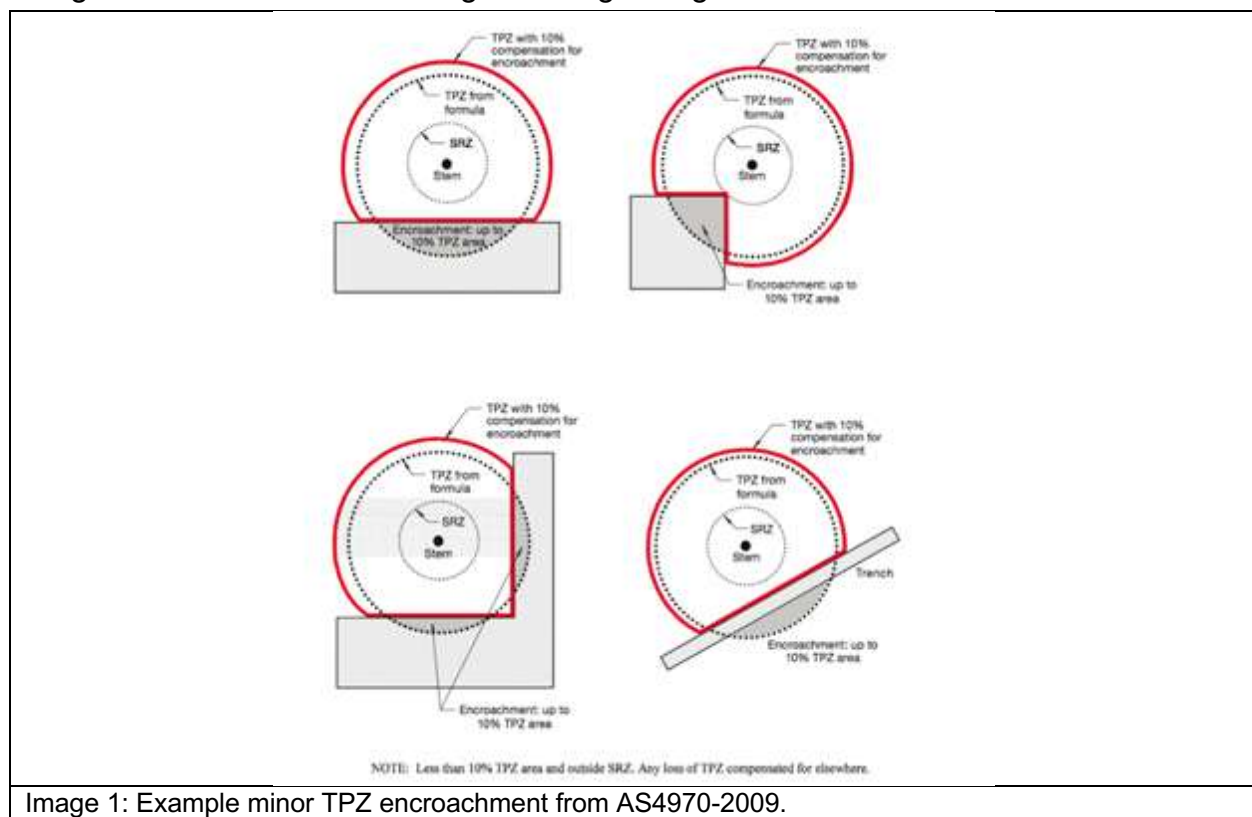 TPZ with 10%
compensation for
encroachment
TPZ from
formula
SRZ
Stem
Encroachment: up to
10% TPZ area
TPZ with 10%
compensation for
encroachment
TPZ from
formula
SRZ
Stem
Encroachment: up to
10% TPZ area
TPZ with 10%
compensation for
encroachment
TPZ from
formula
SRZ
Stem
Encroachment: up to
10% TPZ area
TPZ with 10%
compensation for
encroachment
TPZ from
formula
SRZ
Stem
Trench
Encroachment: up to
10% TPZ area
NOTE: Less than 10% TPZ area and outside SRZ. Any loss of TPZ compensated for elsewhere.
Image 1: Example minor TPZ encroachment from AS4970-2009.